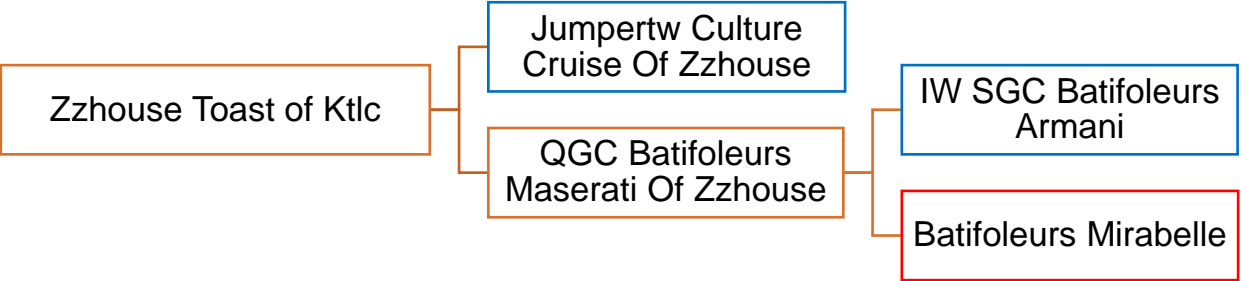 Zzhouse Toast of Ktlc
Jumpertw Culture
Cruise Of Zzhouse
QGC Batifoleurs
Maserati Of Zzhouse
IW SGC Batifoleurs
Armani
Batifoleurs Mirabelle